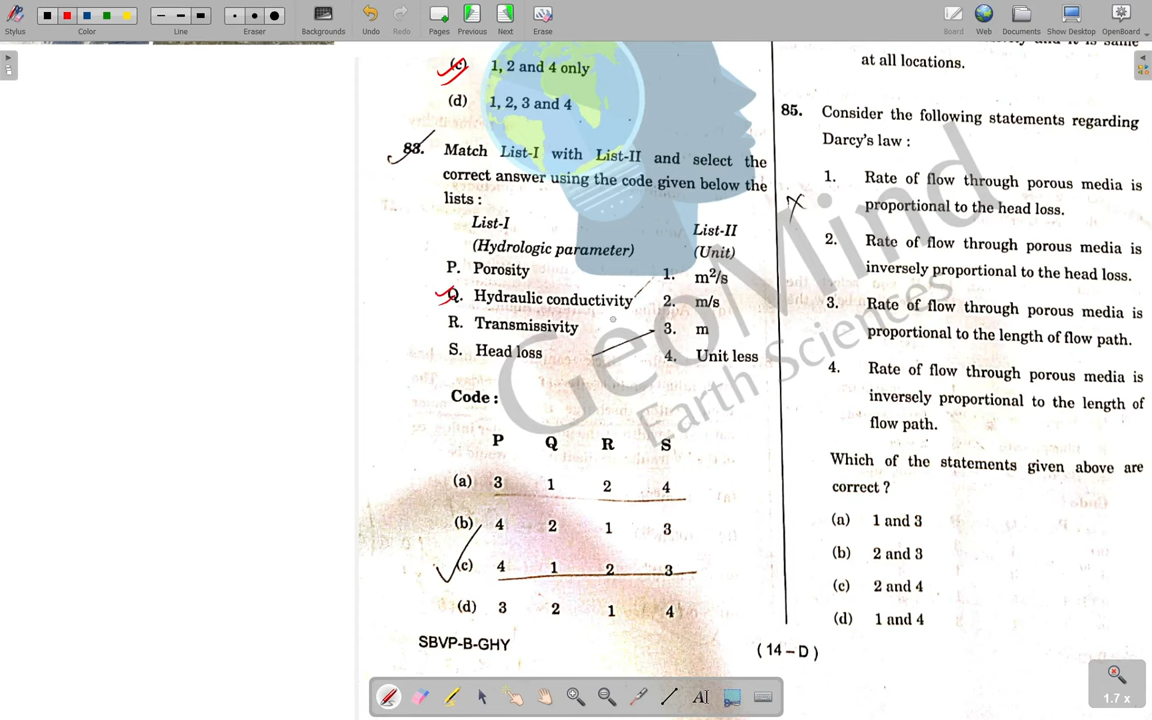 Stylus
Color
Line
Eraser
Backgrounds
Undo
Redo
Pages
Previous
Next
Erase
Board
Web
Documents
Show Desktop
OpenBoard
(c) 1, 2 and 4 only
(d) 1, 2, 3 and 4
83. Match List-I with List-II and select the
correct answer using the code given below the
lists :
List-I List-II
(Hydrologic parameter) (Unit)
P. Porosity 1. m²/s
Q. Hydraulic conductivity 2. m/s
R. Transmissivity 3. m
S. Head loss 4. Unit less
Code :
P Q R S
(a) 3 1 2 4
(b) 4 2 1 3
(c) 4 1 2 3
(d) 3 2 1 4
SBVP-B-GHY
( 14 – D )
at all locations.
85. Consider the following statements regarding
Darcy's law :
1. Rate of flow through porous media is
proportional to the head loss.
2. Rate of flow through porous media is
inversely proportional to the head loss.
3. Rate of flow through porous media is
proportional to the length of flow path.
4. Rate of flow through porous media is
inversely proportional to the length of
flow path.
Which of the statements given above are
correct ?
(a) 1 and 3
(b) 2 and 3
(c) 2 and 4
(d) 1 and 4
GeoMind
Earth Sciences
1.7 x